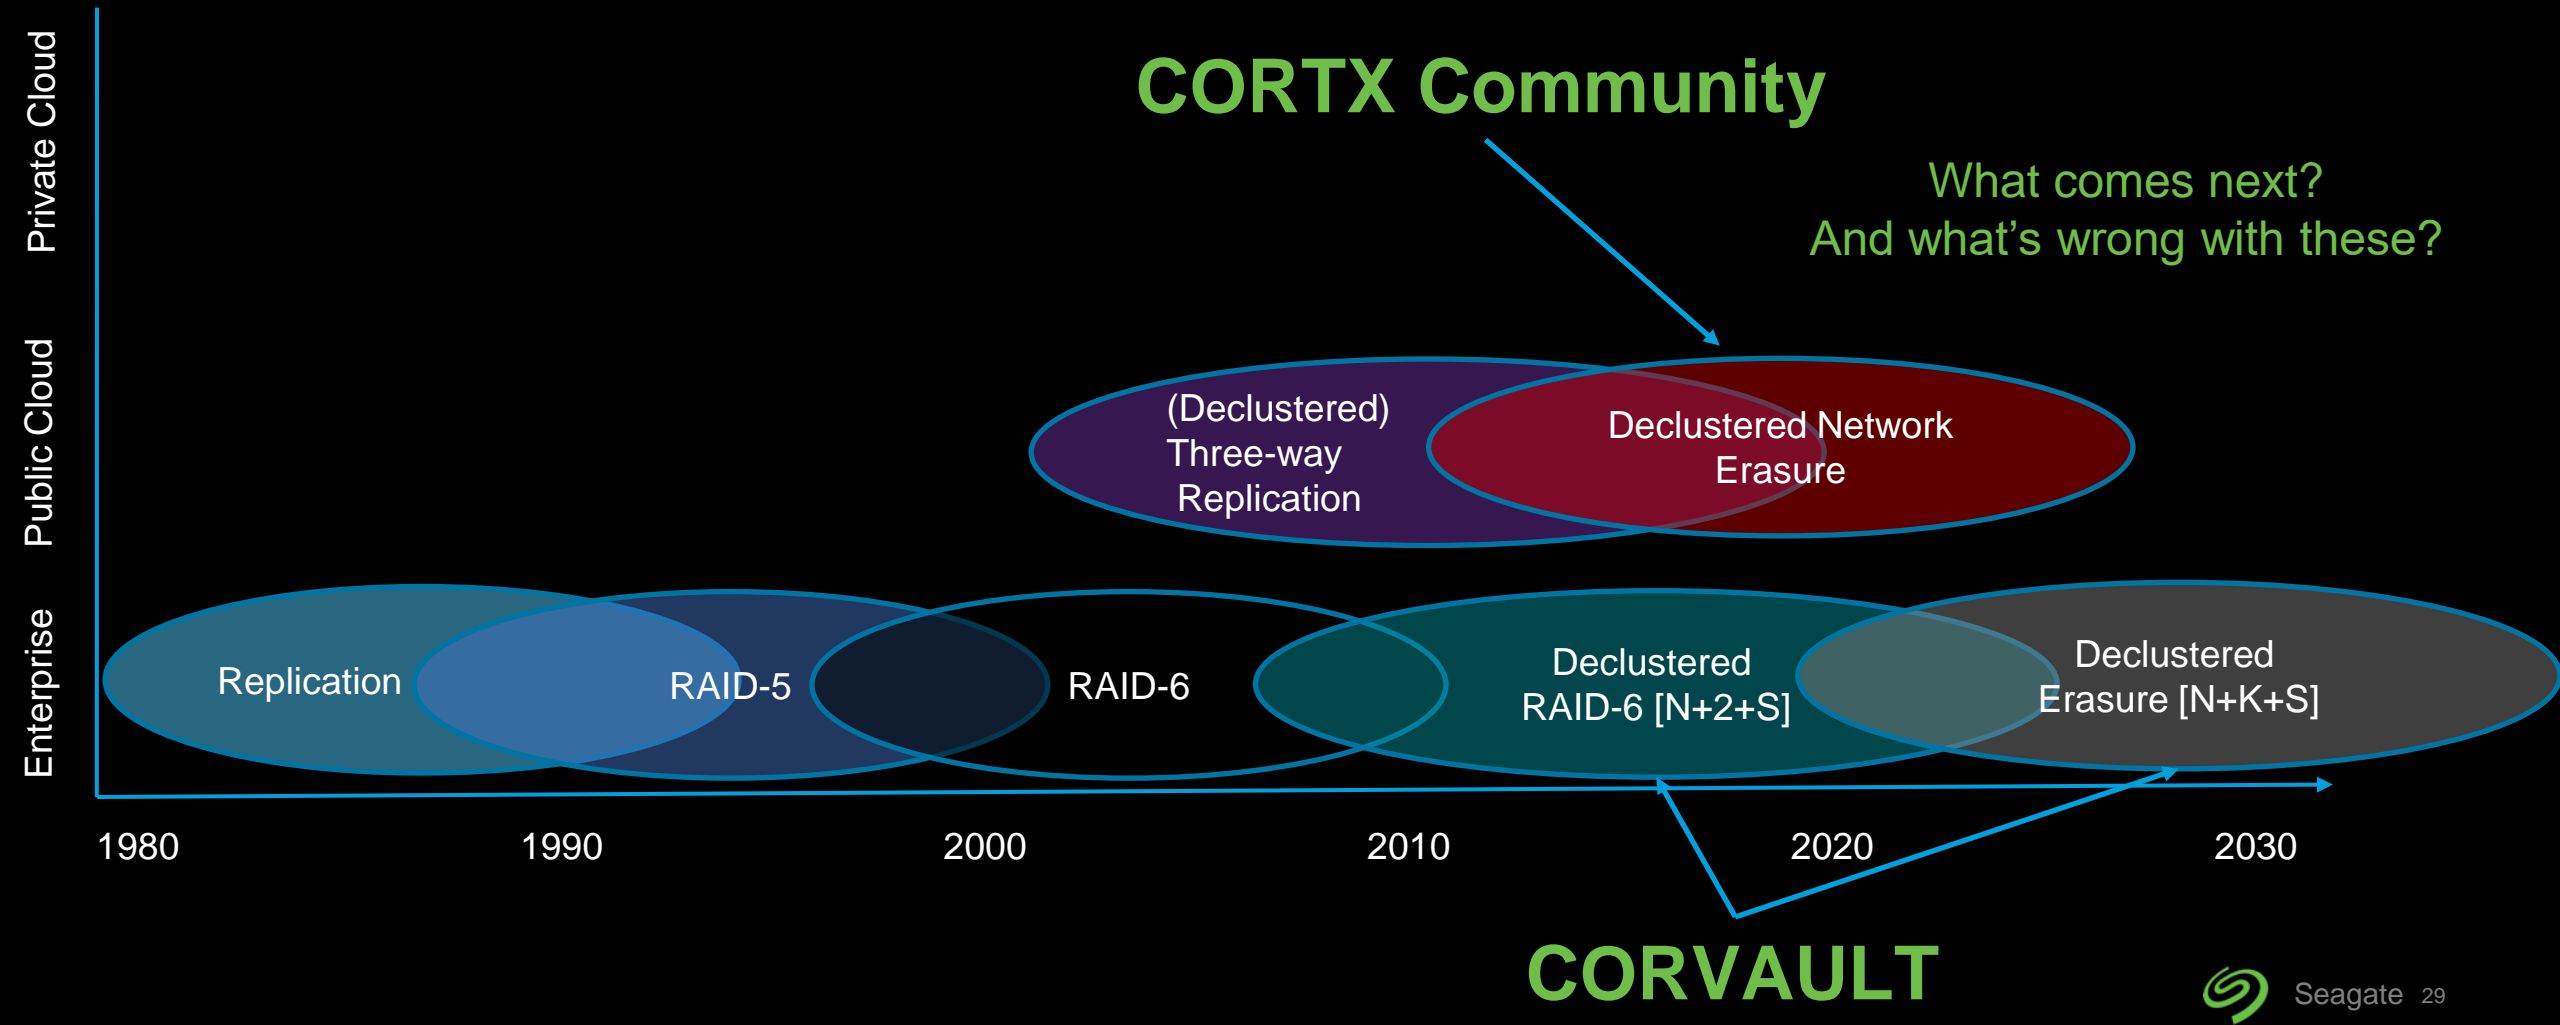 CORTX Community
What comes next?
And what's wrong with these?
Private Cloud
Public Cloud
Enterprise
(Declustered)
Three-way
Replication
Declustered Network
Erasure
Replication
RAID-5
RAID-6
Declustered
RAID-6 [N+2+S]
Declustered
Erasure [N+K+S]
1980
1990
2000
2010
2020
2030
CORVAULT
Seagate 29